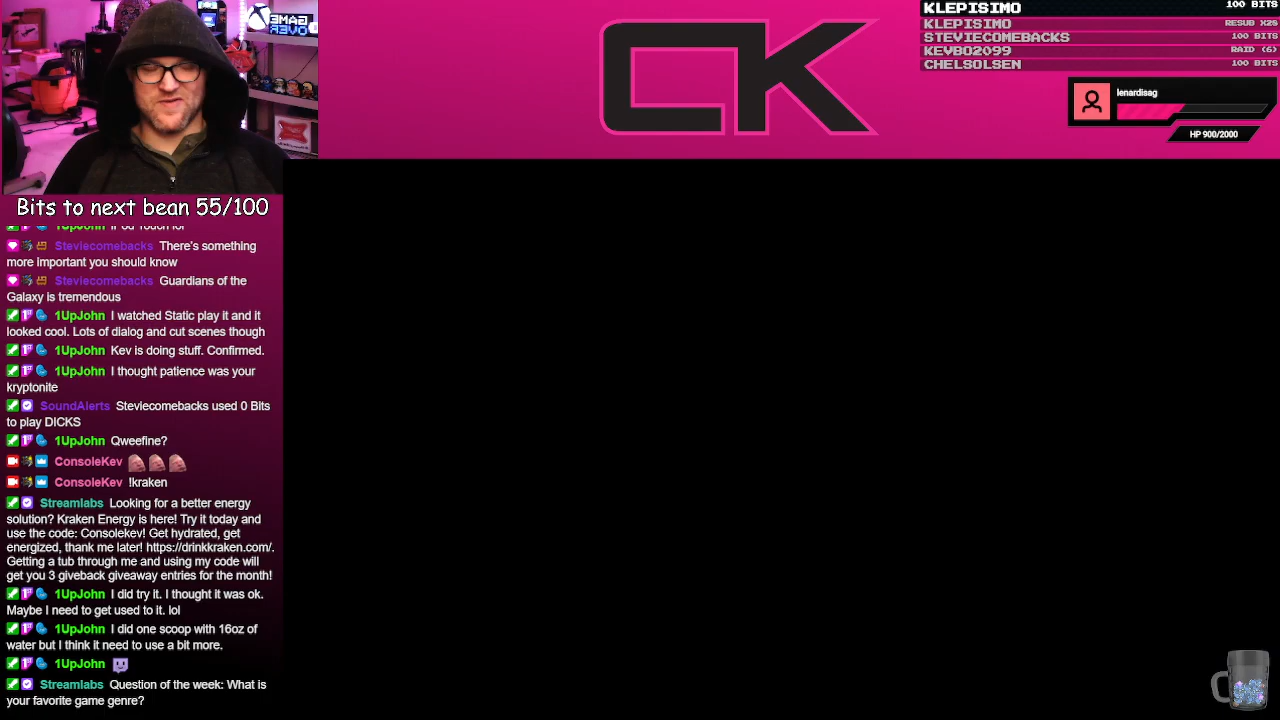 GAME
OVER
CK
KLEPISIMO 100 BITS
KLEPISIMO RESUB X26
STEVIECOMEBACKS 100 BITS
KEVBO2099 RAID (6)
CHELSOLSEN 100 BITS
lenardisag
HP 900/2000
Bits to next bean 55/100
Steviecomebacks There's something
more important you should know
Steviecomebacks Guardians of the
Galaxy is tremendous
1UpJohn I watched Static play it and it
looked cool. Lots of dialog and cut scenes though
1UpJohn Kev is doing stuff. Confirmed.
1UpJohn I thought patience was your
kryptonite
SoundAlerts Steviecomebacks used 0 Bits
to play DICKS
1UpJohn Qweefine?
ConsoleKev
ConsoleKev !kraken
Streamlabs Looking for a better energy
solution? Kraken Energy is here! Try it today and
use the code: Consolekev! Get hydrated, get
energized, thank me later! https://drinkkraken.com/.
Getting a tub through me and using my code will
get you 3 giveback giveaway entries for the month!
1UpJohn I did try it. I thought it was ok.
Maybe I need to get used to it. lol
1UpJohn I did one scoop with 16oz of
water but I think it need to use a bit more.
1UpJohn
Streamlabs Question of the week: What is
your favorite game genre?